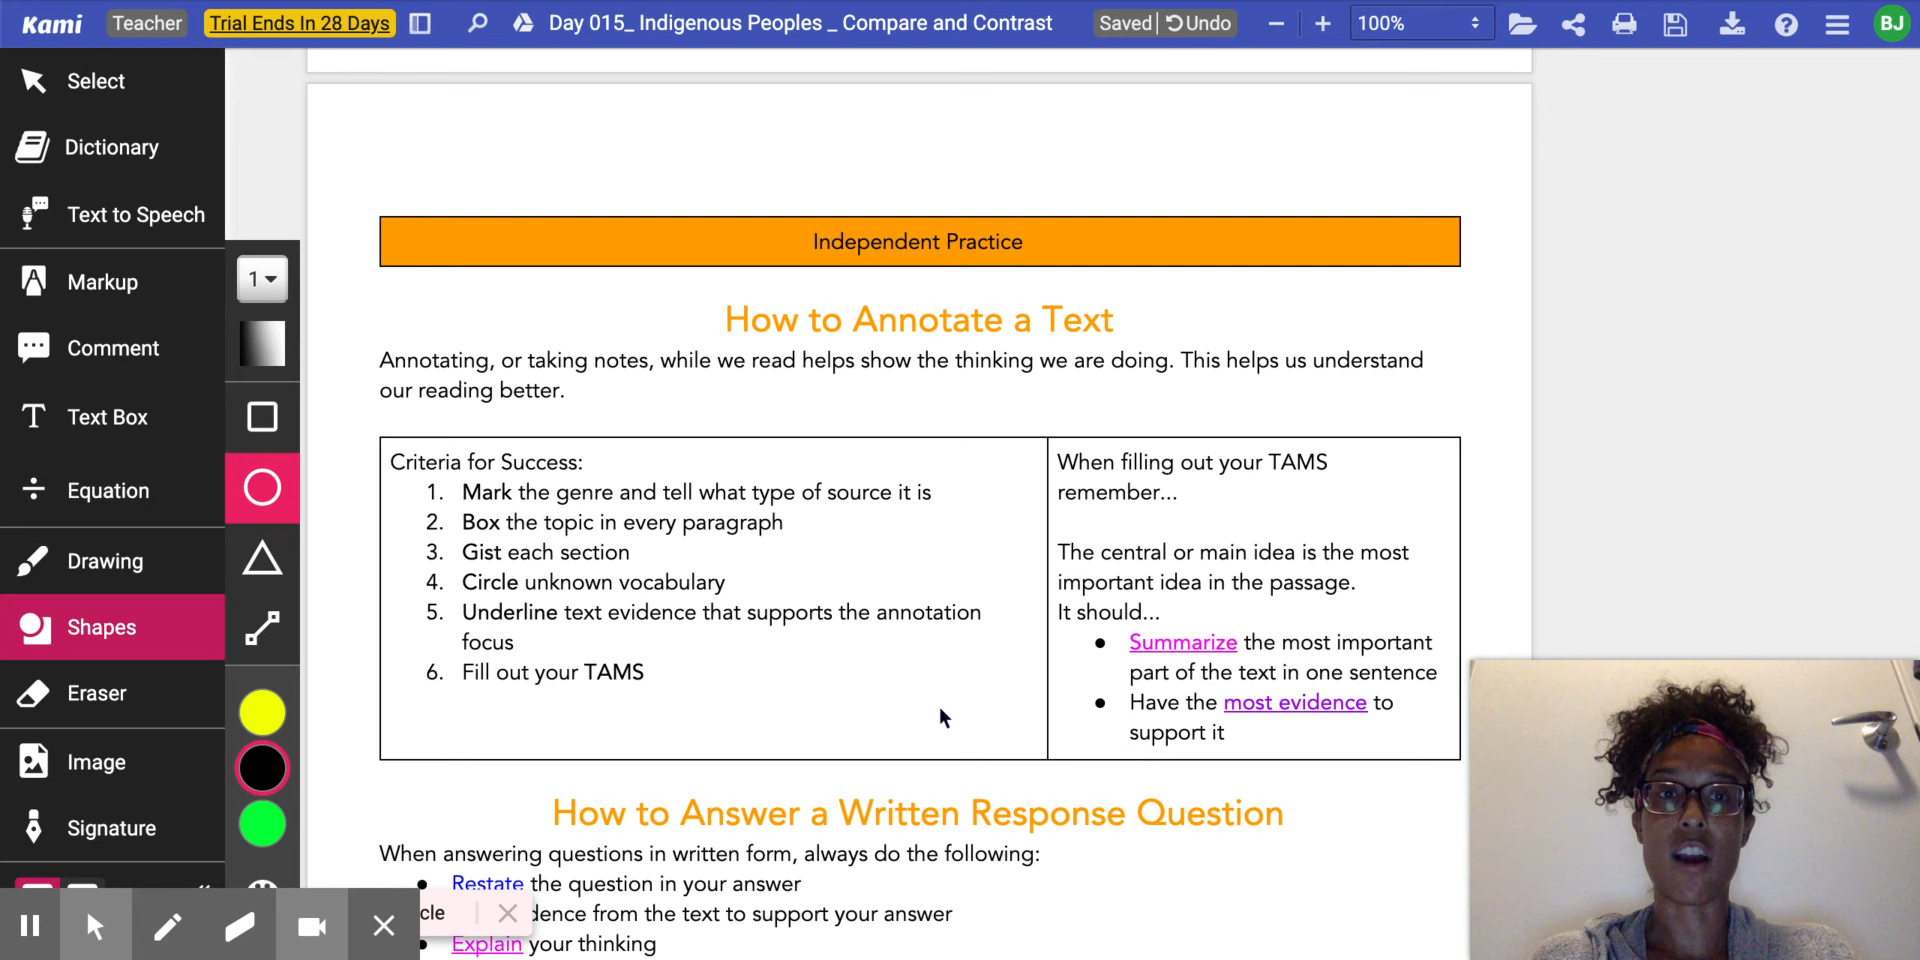 Kami Teacher Trial Ends In 28 Days Day 015_ Indigenous Peoples _ Compare and Contrast Saved Undo 100% BJ
Select
Dictionary
Text to Speech
Markup
Comment
Text Box
Equation
Drawing
Shapes
Eraser
Image
Signature
1
Independent Practice
How to Annotate a Text
Annotating, or taking notes, while we read helps show the thinking we are doing. This helps us understand
our reading better.
Criteria for Success:
1. Mark the genre and tell what type of source it is
2. Box the topic in every paragraph
3. Gist each section
4. Circle unknown vocabulary
5. Underline text evidence that supports the annotation
focus
6. Fill out your TAMS
When filling out your TAMS
remember...
The central or main idea is the most
important idea in the passage.
It should...
● Summarize the most important
part of the text in one sentence
● Have the most evidence to
support it
How to Answer a Written Response Question
When answering questions in written form, always do the following:
● Restate the question in your answer
cle
dence from the text to support your answer
● Explain your thinking